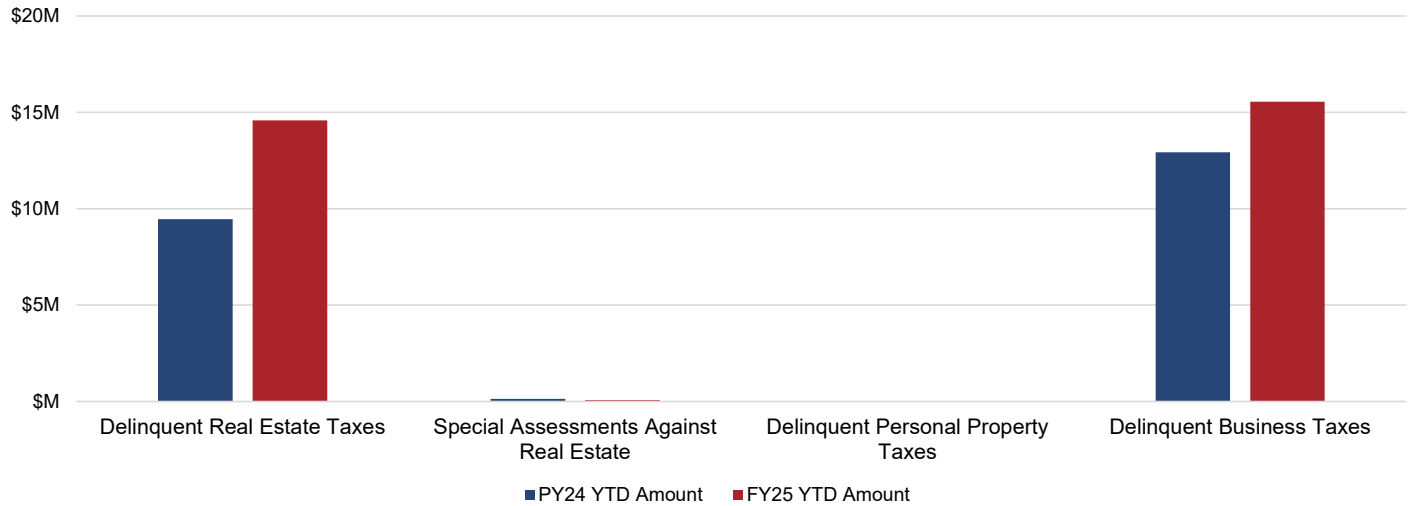 $20M
$15M
$10M
$5M
$M
Delinquent Real Estate Taxes
Special Assessments Against
Real Estate
Delinquent Personal Property
Taxes
Delinquent Business Taxes
PY24 YTD Amount
FY25 YTD Amount